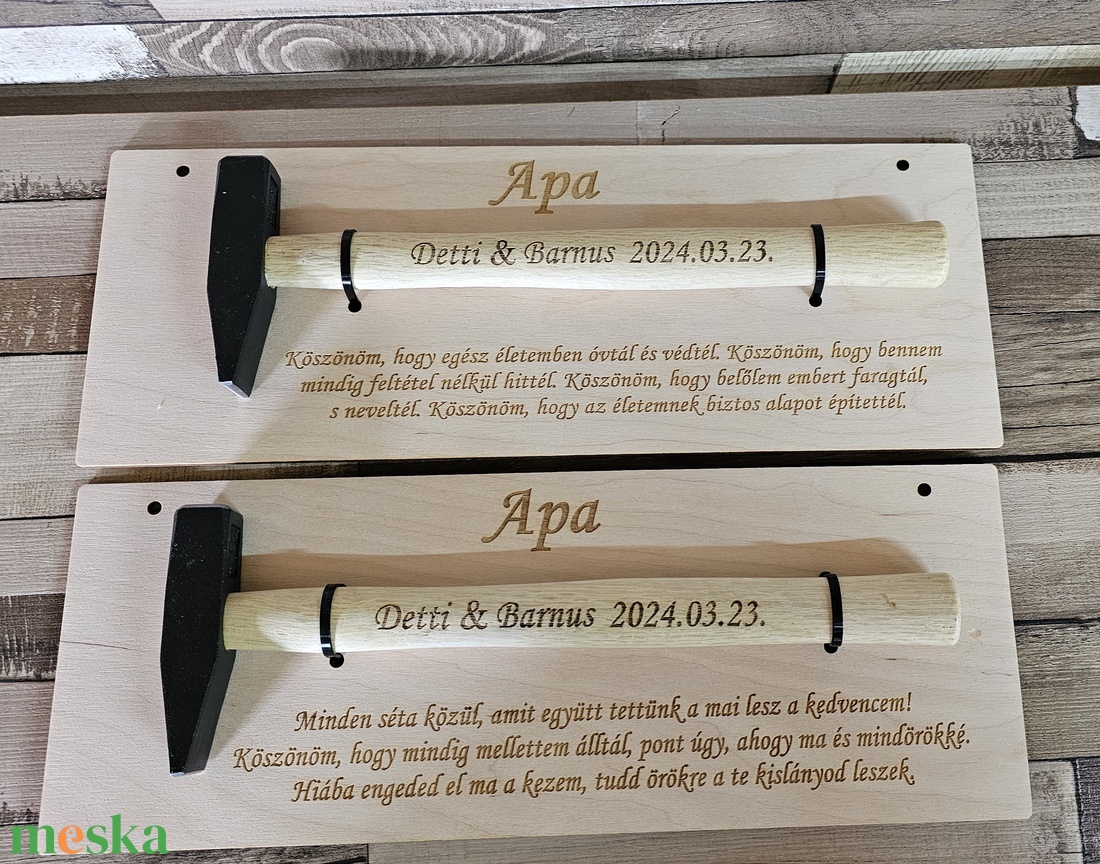 Apa
Detti & Barnus 2024.03.23.
Köszönöm, hogy egész életemben óvtál és védtél. Köszönöm, hogy bennem
mindig feltétel nélkül hittél. Köszönöm, hogy belőlem embert faragtál,
s neveltél. Köszönöm, hogy az életemnek biztos alapot építettél.
Apa
Detti & Barnus 2024.03.23.
Minden séta közül, amit együtt tettünk a mai lesz a kedvencem!
Köszönöm, hogy mindig mellettem álltál, pont úgy, ahogy ma és mindörökké.
Hiába engeded el ma a kezem, tudd örökre a te kislányod leszek.
meska